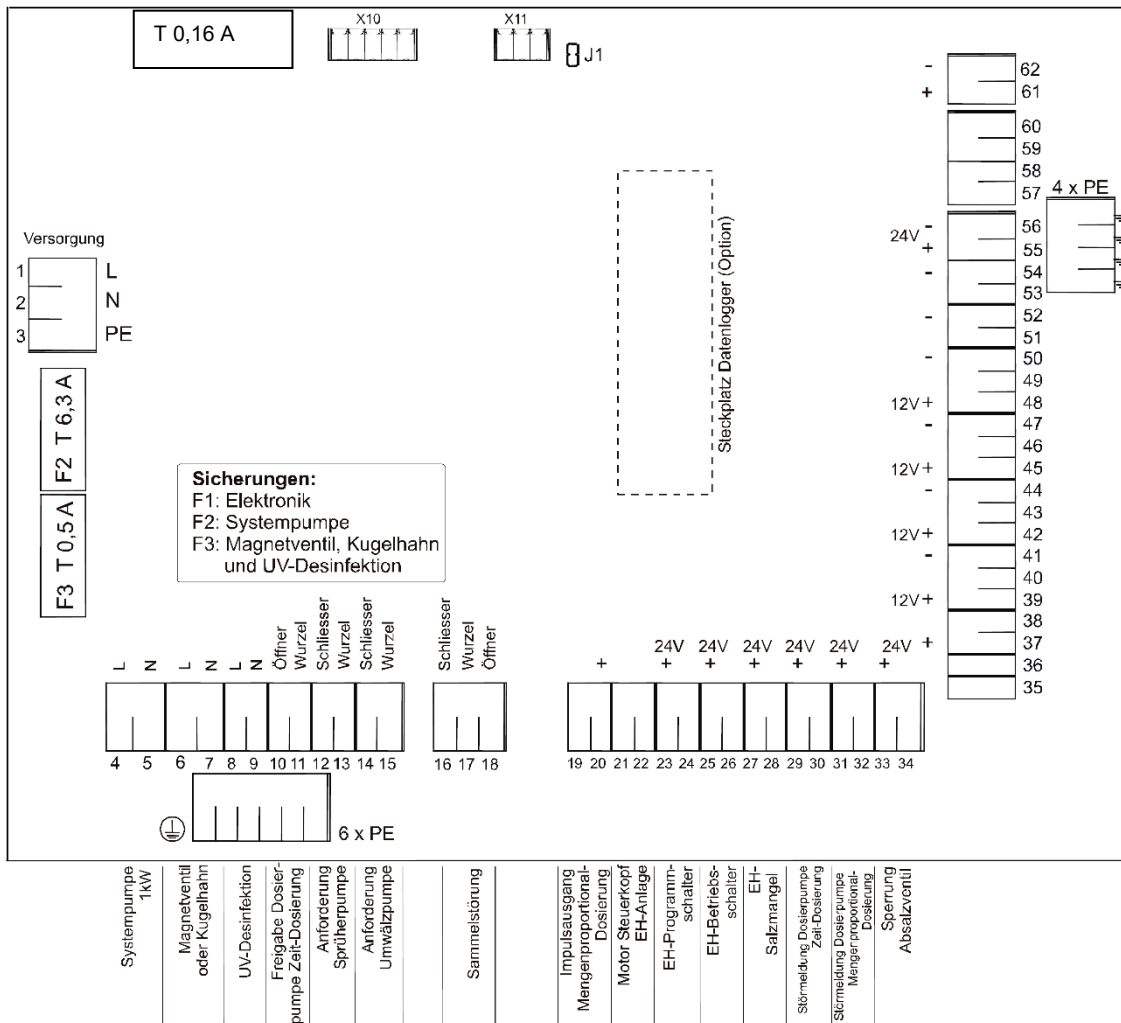 T 0,16 A
X10
X11
J1
-
62
+
61
60
59
58
57
4 x PE
24V
-
56
+
55
-
54
53
-
52
51
-
50
49
12V+
48
-
47
46
12V+
45
-
44
43
12V+
42
-
41
40
12V+
39
38
+
37
36
35
Versorgung
1
L
2
N
3
PE
F2 T 6,3 A
F3 T 0,5 A
Sicherungen:
F1: Elektronik
F2: Systempumpe
F3: Magnetventil, Kugelhahn
und UV-Desinfektion
Steckplatz Datenlogger (Option)
L
N
L
N
L
N
Öffner
Wurzel
Schliesser
Wurzel
Schliesser
Wurzel
Schliesser
Wurzel
Öffner
24V
24V
24V
24V
24V
24V
+
+
+
+
+
+
+
4
5
6
7
8
9
10
11
12
13
14
15
16
17
18
19
20
21
22
23
24
25
26
27
28
29
30
31
32
33
34
6 x PE
Systempumpe
1kW
Magnetventil
oder Kugelhahn
UV-Desinfektion
Freigabe Dosier-
pumpe Zeit-Dosierung
Anforderung
Sprüherpumpe
Anforderung
Umwälzpumpe
Sammelstörung
Impulsausgang
Mengenproportional-
Dosierung
Motor Steuerkopf
EH-Anlage
EH-Programm-
schalter
EH-Betriebs-
schalter
EH-
Salzmangel
Störmeldung Dosierpumpe
Zeit-Dosierung
Störmeldung Dosierpumpe
Mengenproportional-
Dosierung
Sperrung
Absalzventil